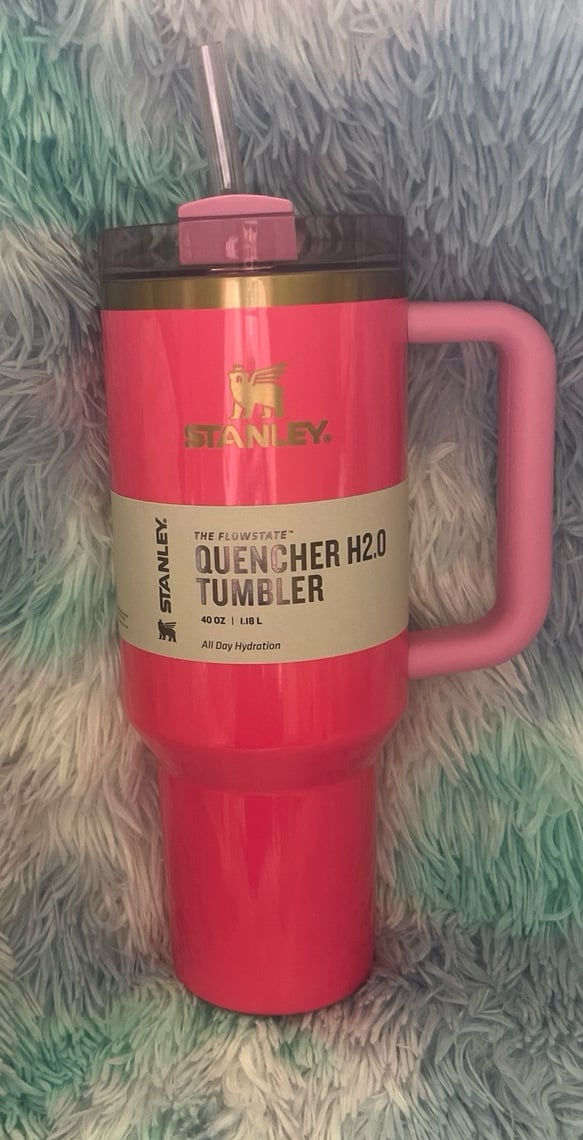 STANLEY®
STANLEY®
THE FLOWSTATE™
QUENCHER H2.0
TUMBLER
40 OZ | 1.18 L
All Day Hydration